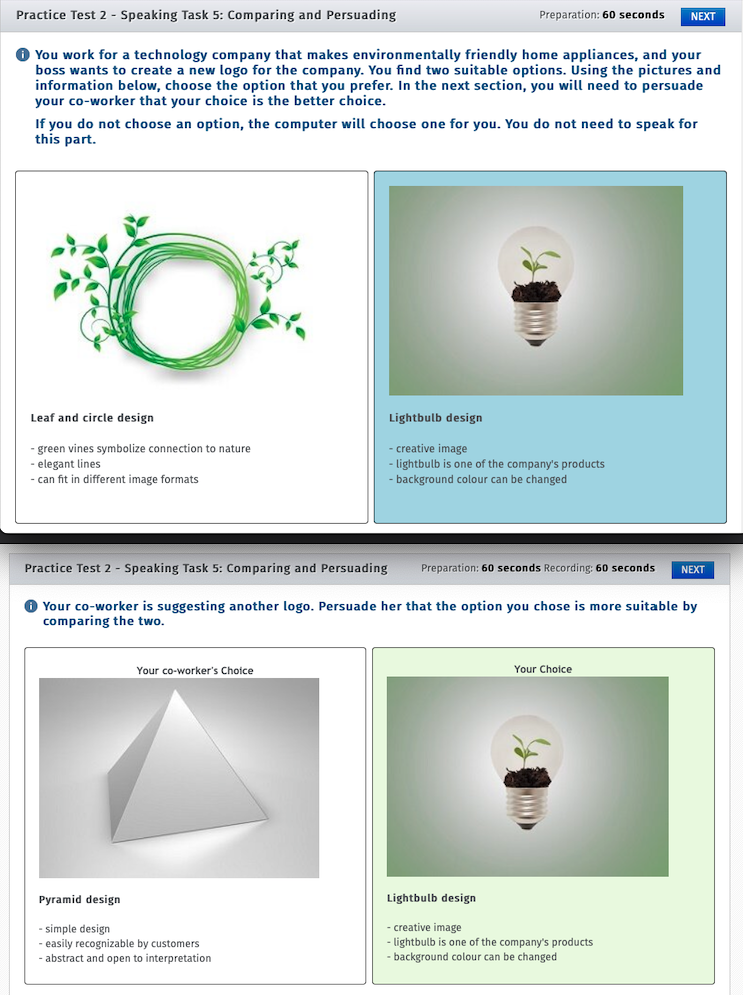 Practice Test 2 - Speaking Task 5: Comparing and Persuading
Preparation: 60 seconds
NEXT
You work for a technology company that makes environmentally friendly home appliances, and your
boss wants to create a new logo for the company. You find two suitable options. Using the pictures and
information below, choose the option that you prefer. In the next section, you will need to persuade
your co-worker that your choice is the better choice.
If you do not choose an option, the computer will choose one for you. You do not need to speak for
this part.
Leaf and circle design
- green vines symbolize connection to nature
- elegant lines
- can fit in different image formats
Lightbulb design
- creative image
- lightbulb is one of the company's products
- background colour can be changed
Practice Test 2 - Speaking Task 5: Comparing and Persuading
Preparation: 60 seconds Recording: 60 seconds
NEXT
Your co-worker is suggesting another logo. Persuade her that the option you chose is more suitable by
comparing the two.
Your co-worker's Choice
Pyramid design
- simple design
- easily recognizable by customers
- abstract and open to interpretation
Your Choice
Lightbulb design
- creative image
- lightbulb is one of the company's products
- background colour can be changed